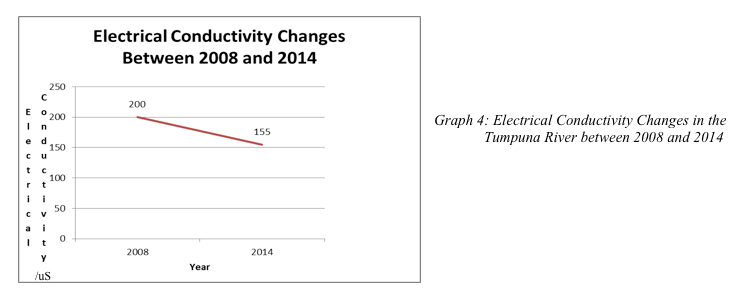 Electrical Conductivity Changes
Between 2008 and 2014
Electrical
Conductivity
/uS
250
200
150
100
50
0
200
155
2008
2014
Year
Graph 4: Electrical Conductivity Changes in the
Tumpuna River between 2008 and 2014